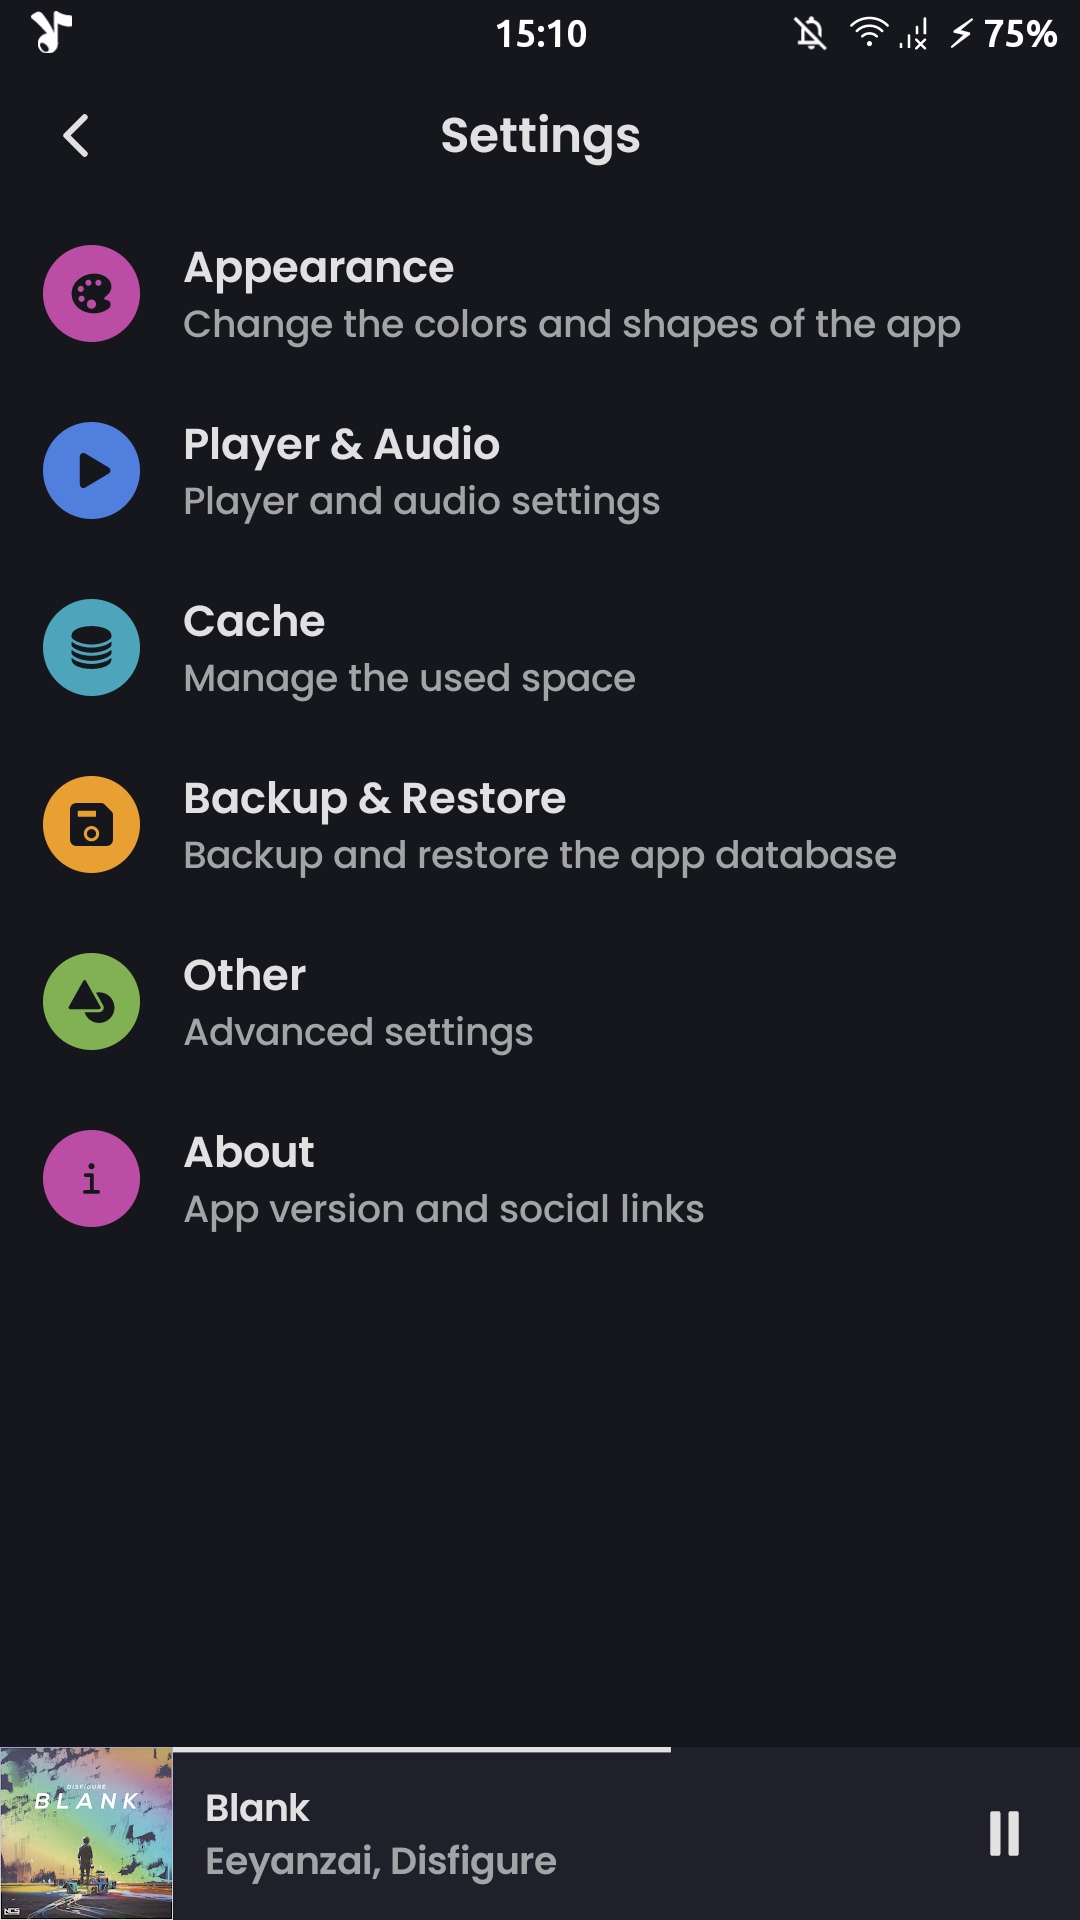 15:10
75%
Settings
Appearance
Change the colors and shapes of the app
Player & Audio
Player and audio settings
Cache
Manage the used space
Backup & Restore
Backup and restore the app database
Other
Advanced settings
About
App version and social links
DISFIGURE
BLANK
NCS
Blank
Eeyanzai, Disfigure